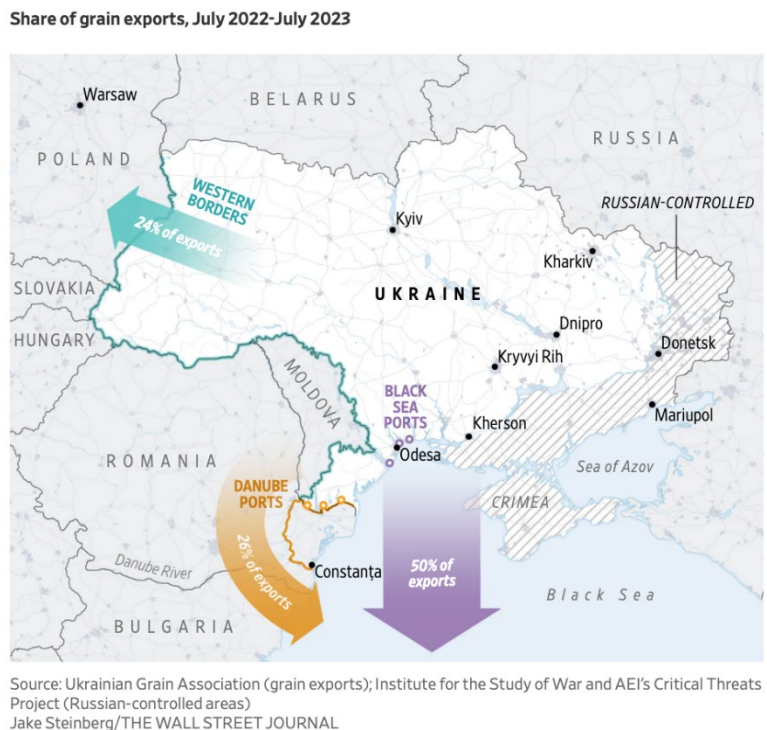 Share of grain exports, July 2022-July 2023
Warsaw
BELARUS
POLAND
RUSSIA
WESTERN
BORDERS
24% of exports
RUSSIAN-CONTROLLED
Kyiv
Kharkiv
SLOVAKIA
UKRAINE
HUNGARY
Dnipro
Donetsk
Kryvyi Rih
MOLDOVA
BLACK
SEA
PORTS
Mariupol
Kherson
Odesa
ROMANIA
Sea of Azov
DANUBE
PORTS
CRIMEA
26% of exports
Danube River
Constanța
50% of
exports
Black Sea
BULGARIA
Source: Ukrainian Grain Association (grain exports); Institute for the Study of War and AEI's Critical Threats
Project (Russian-controlled areas)
Jake Steinberg/THE WALL STREET JOURNAL